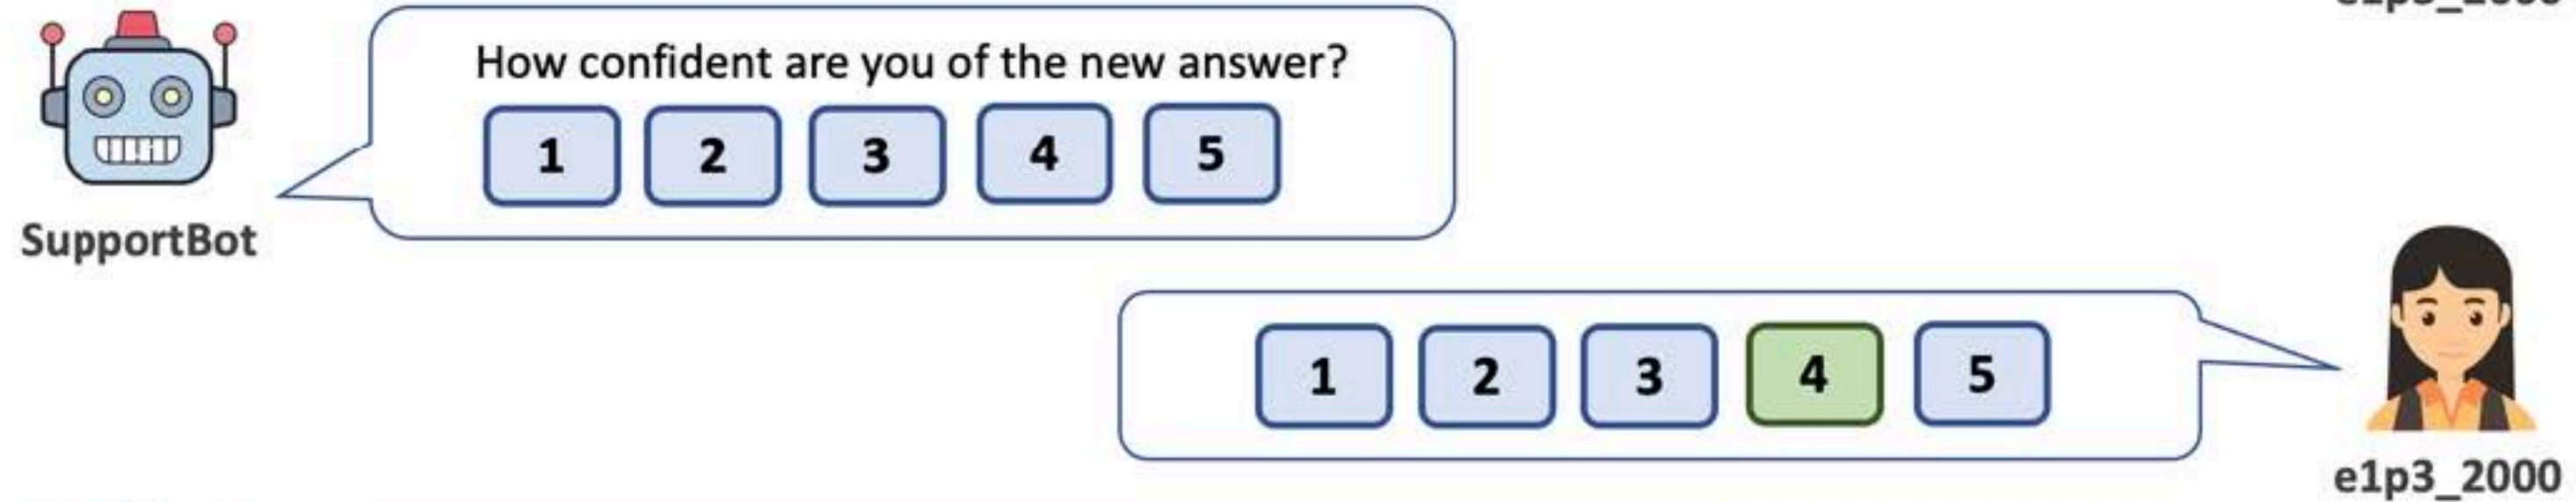 How confident are you of the new answer?
1 2 3 4 5
SupportBot
1 2 3 4 5
e1p3_2000